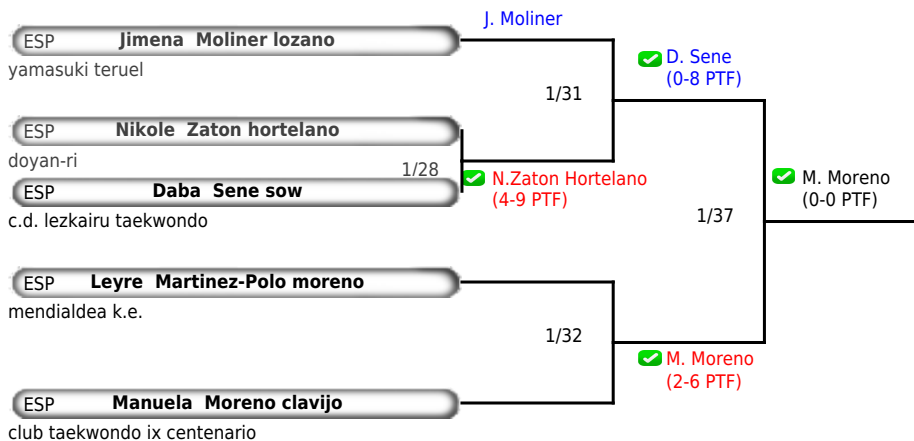 J. Moliner
ESP Jimena Moliner lozano
yamasuki teruel
D. Sene
(0-8 PTF)
1/31
ESP Nikole Zaton hortelano
doyan-ri
1/28
N.Zaton Hortelano
(4-9 PTF)
ESP Daba Sene sow
c.d. lezkairu taekwondo
M. Moreno
(0-0 PTF)
1/37
ESP Leyre Martinez-Polo moreno
mendialdea k.e.
1/32
M. Moreno
(2-6 PTF)
ESP Manuela Moreno clavijo
club taekwondo ix centenario